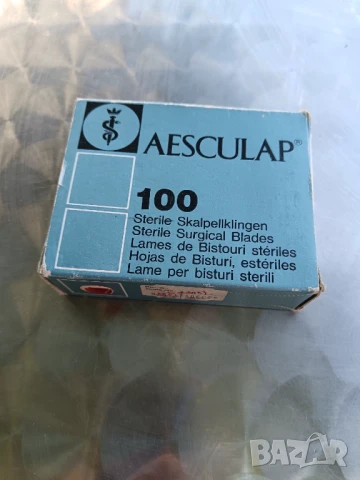 AESCULAP®
100
Sterile Skalpellklingen
Sterile Surgical Blades
Lames de Bistouri stériles
Hojas de Bisturi, estériles
Lame per bisturi sterili
BAZAR